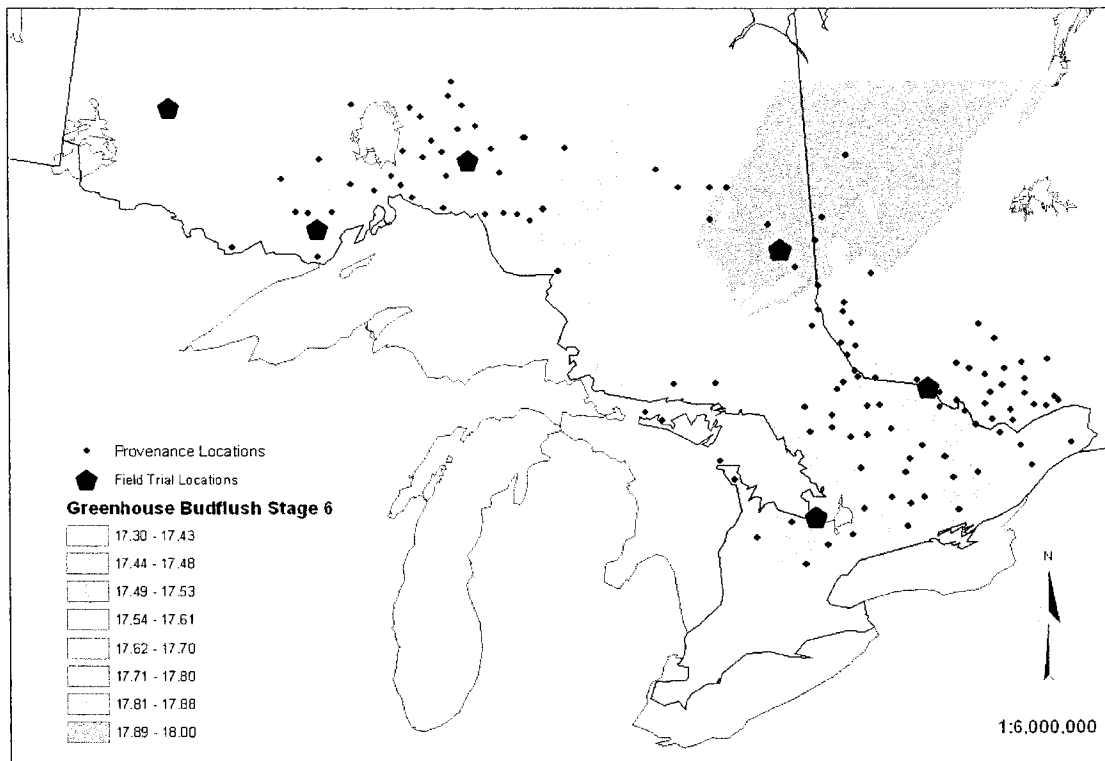 Provenance Locations
Field Trial Locations
Greenhouse Budflush Stage 6
17.30 - 17.43
17.44 - 17.48
17.49 - 17.53
17.54 - 17.61
17.62 - 17.70
17.71 - 17.80
17.81 - 17.88
17.89 - 18.00
N
1:6,000,000